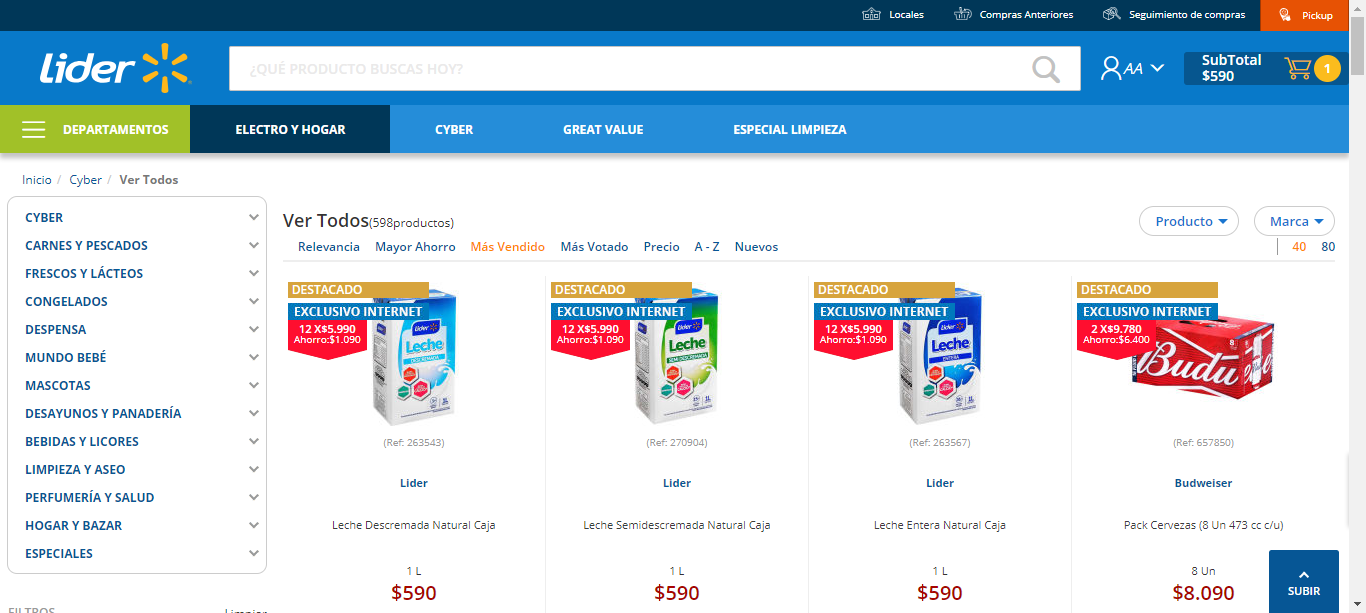 Locales
Compras Anteriores
Seguimiento de compras
Pickup
Lider
¿QUÉ PRODUCTO BUSCAS HOY?
AA
SubTotal
$590
1
DEPARTAMENTOS
ELECTRO Y HOGAR
CYBER
GREAT VALUE
ESPECIAL LIMPIEZA
Inicio / Cyber / Ver Todos
CYBER
CARNES Y PESCADOS
FRESCOS Y LÁCTEOS
CONGELADOS
DESPENSA
MUNDO BEBÉ
MASCOTAS
DESAYUNOS Y PANADERÍA
BEBIDAS Y LICORES
LIMPIEZA Y ASEO
PERFUMERÍA Y SALUD
HOGAR Y BAZAR
ESPECIALES
FILTROS
Limpiar
Ver Todos(598productos)
Producto
Marca
Relevancia
Mayor Ahorro
Más Vendido
Más Votado
Precio
A - Z
Nuevos
40
80
DESTACADO
EXCLUSIVO INTERNET
12 X$5.990
Ahorro:$1.090
Lider
Leche
DESCREMADA
(Ref: 263543)
Lider
Leche Descremada Natural Caja
1 L
$590
DESTACADO
EXCLUSIVO INTERNET
12 X$5.990
Ahorro:$1.090
Lider
Leche
SEMI DESCREMADA
(Ref: 270904)
Lider
Leche Semidescremada Natural Caja
1 L
$590
DESTACADO
EXCLUSIVO INTERNET
12 X$5.990
Ahorro:$1.090
Lider
Leche
ENTERA
(Ref: 263567)
Lider
Leche Entera Natural Caja
1 L
$590
DESTACADO
EXCLUSIVO INTERNET
2 X$9.780
Ahorro:$6.400
Budw
(Ref: 657850)
Budweiser
Pack Cervezas (8 Un 473 cc c/u)
8 Un
$8.090
SUBIR